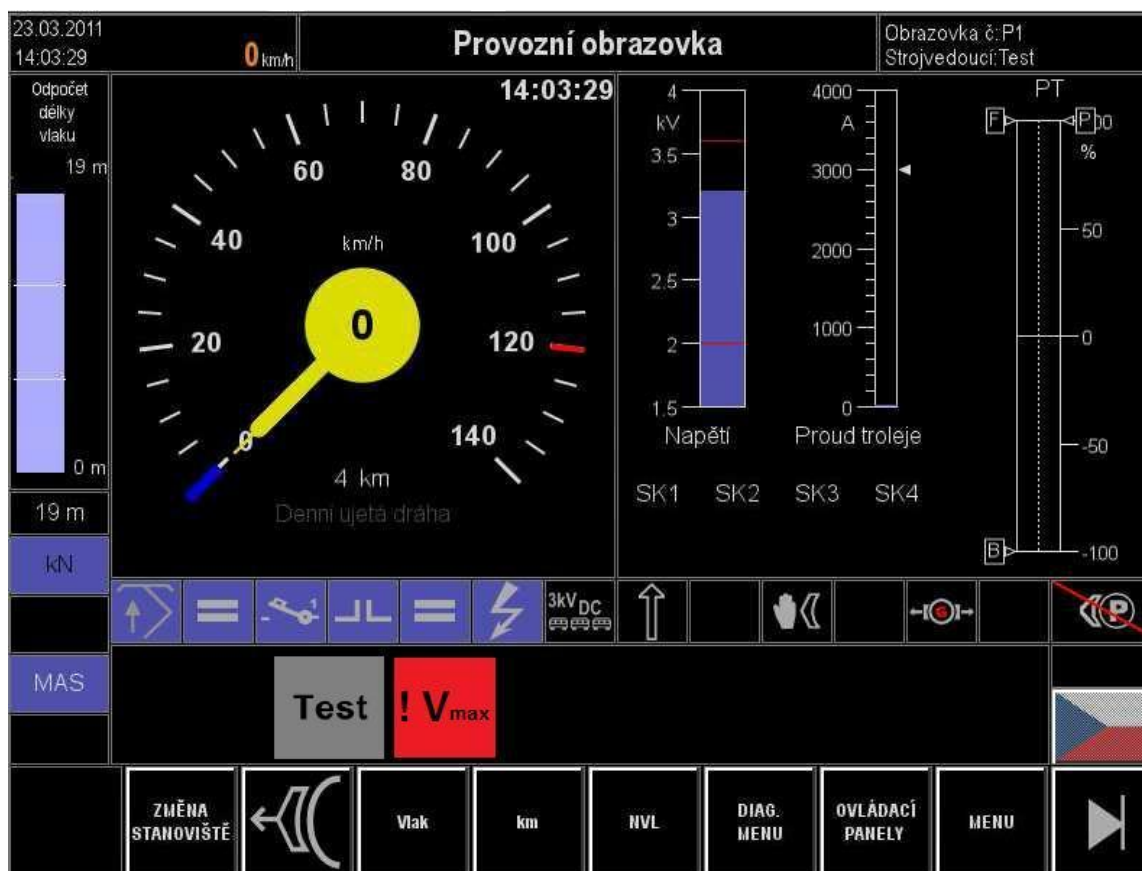 23.03.2011
14:03:29
0 km/h
Provozní obrazovka
Obrazovka č:P1
Strojvedoucí:Test
Odpočet
délky
vlaku
19 m
0 m
19 m
kN
MAS
14:03:29
60
80
40
km/h
100
0
20
120
0
140
4 km
Denní ujetá dráha
4
kV
3.5
3
2.5
2
1.5
Napětí
4000
A
3000
2000
1000
0
Proud troleje
SK1 SK2 SK3 SK4
PT
F
P
%
50
0
-50
B
-100
1
3kV DC
G
P
Test
! Vmax
ZMĚNA
STANOVIŠTĚ
Vlak
km
NVL
DIAG.
MENU
OVLÁDACÍ
PANELY
MENU